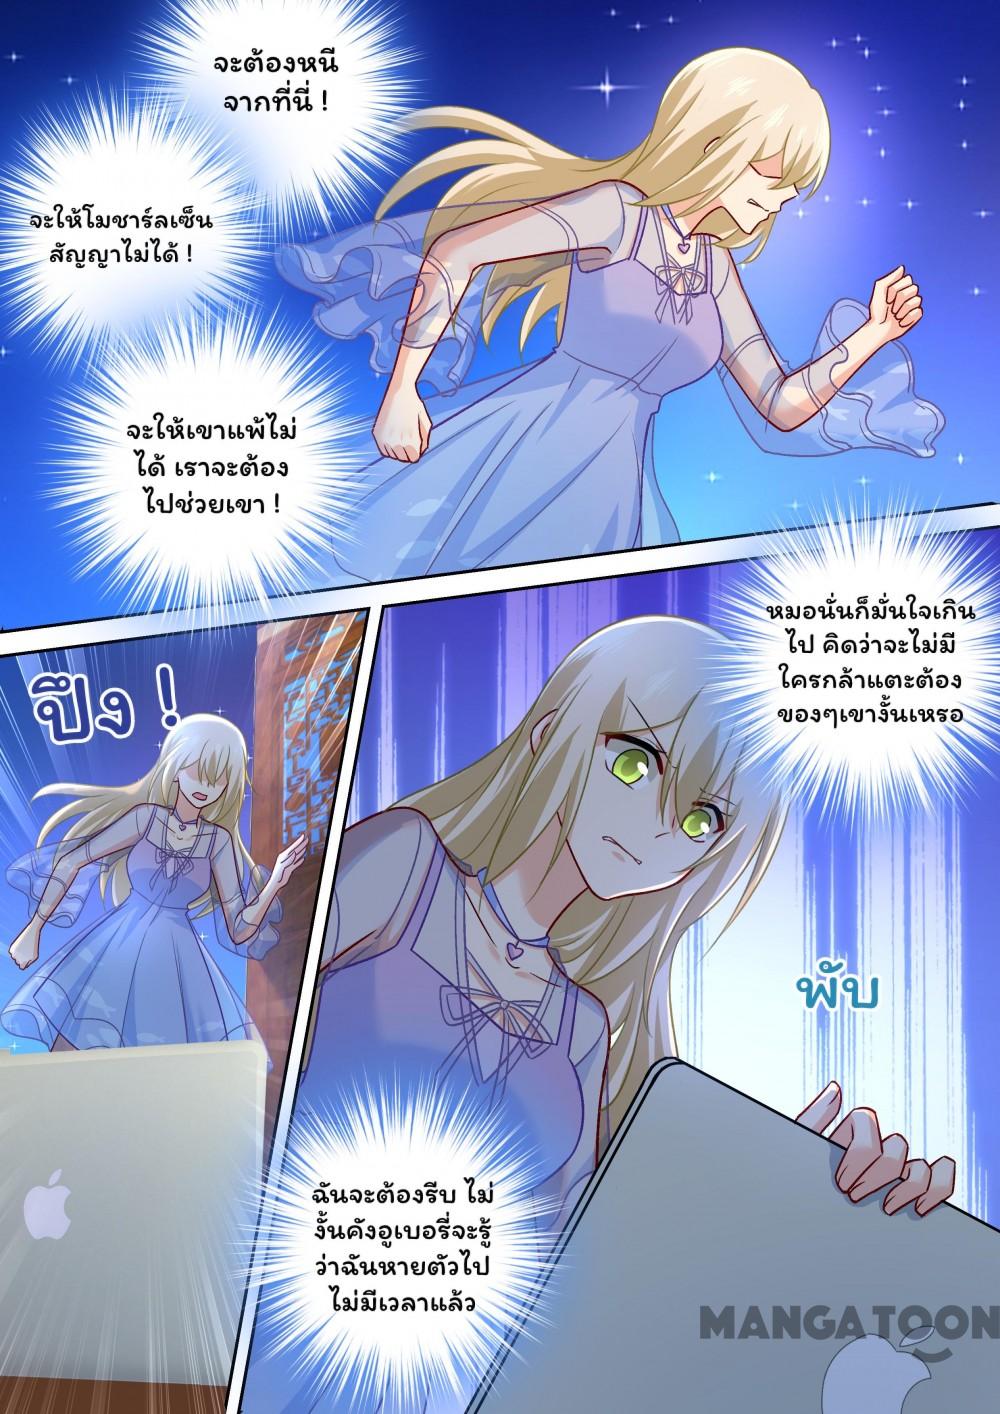 จะต้องหนี
จากที่นี่ !
จะให้โมชาร์ลเซ็น
สัญญาไม่ได้ !
จะให้เขาแพ้ไม่
ได้ เราจะต้อง
ไปช่วยเขา !
หมอนั่นก็มั่นใจเกิน
ไป คิดว่าจะไม่มี
ใครกล้าแตะต้อง
ของๆเขางั้นเหรอ
ปึง !
พับ
ฉันจะต้องรีบ ไม่
งั้นคังอูเบอรี่จะรู้
ว่าฉันหายตัวไป
ไม่มีเวลาแล้ว
MANGATOON